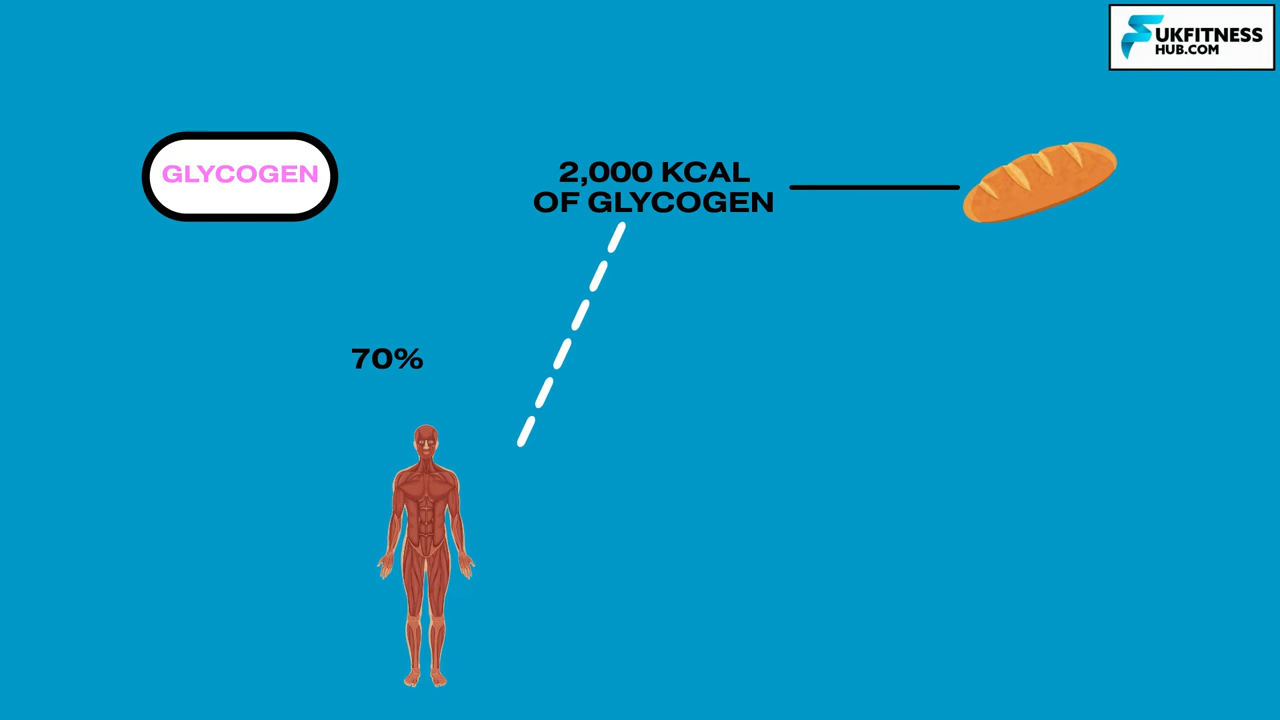 UKFITNESS
HUB.COM
GLYCOGEN
2,000 KCAL
OF GLYCOGEN
70%